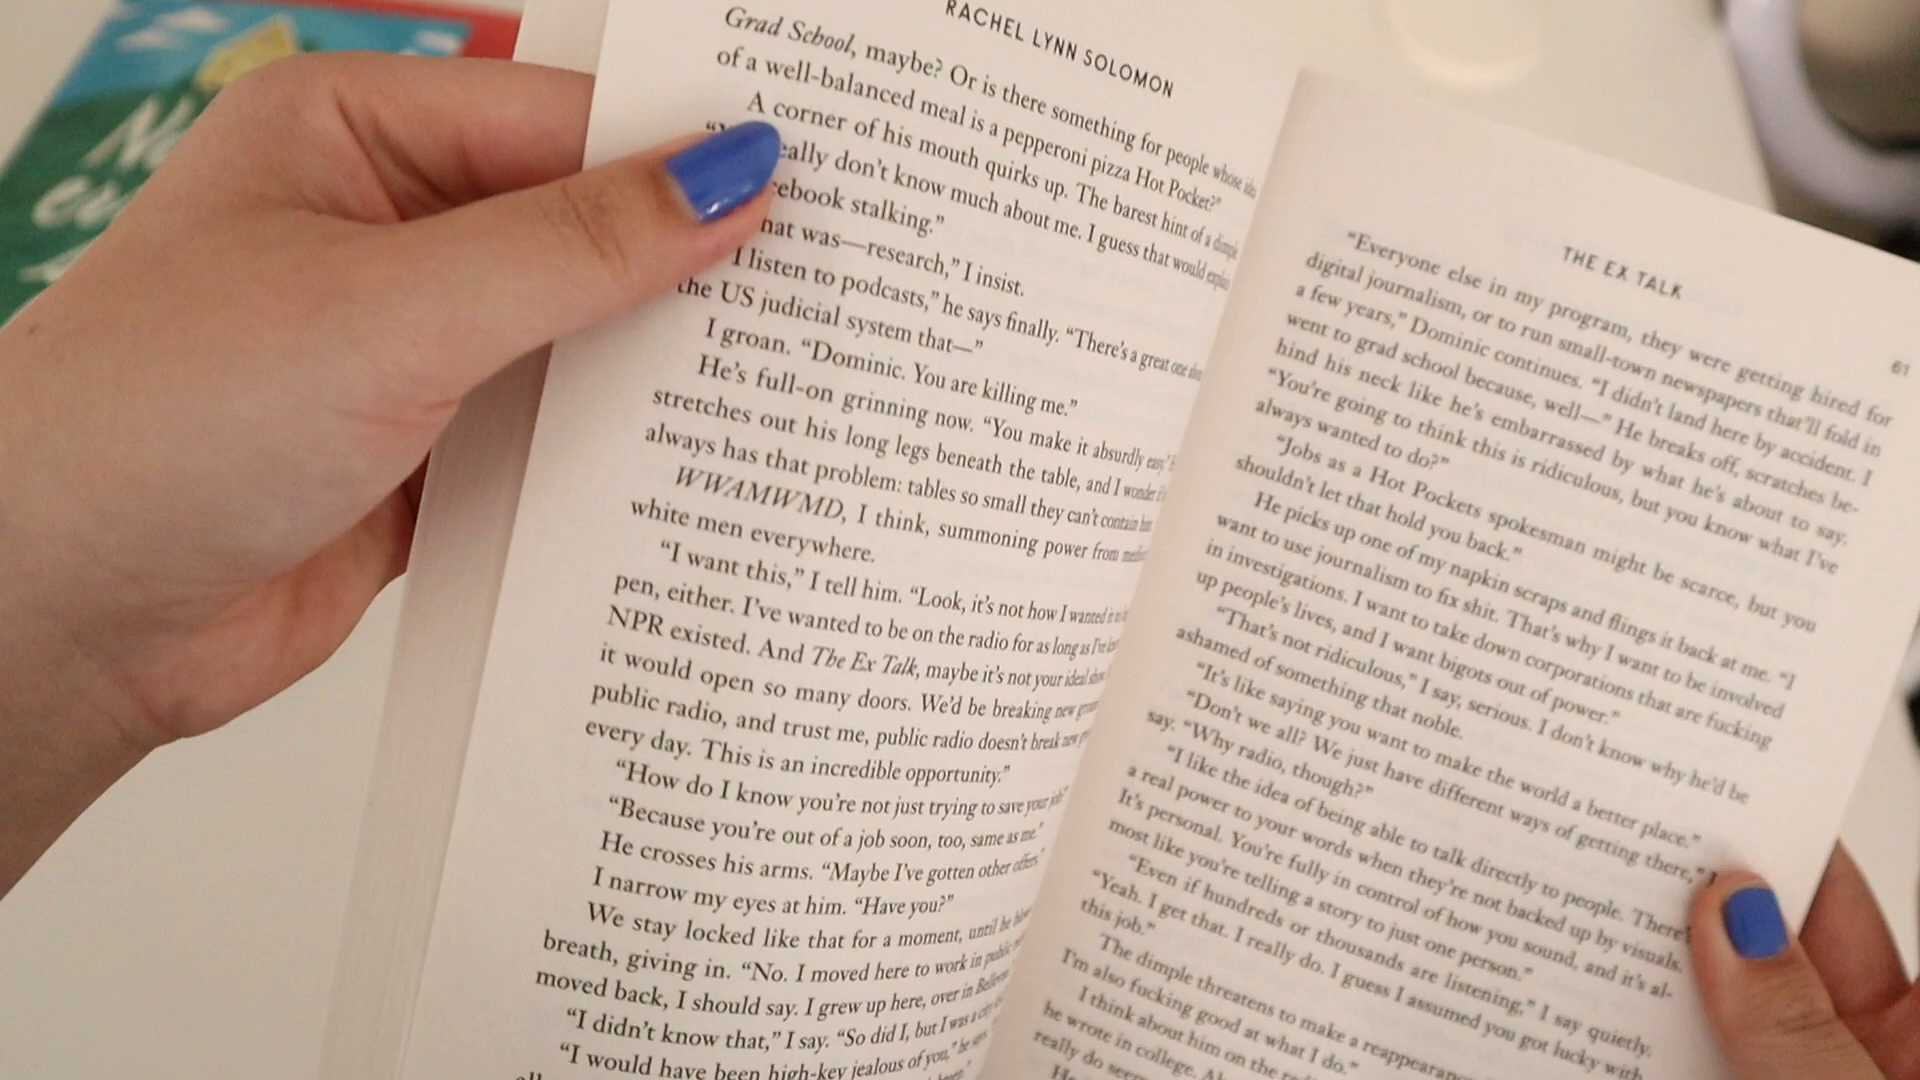 RACHEL LYNN SOLOMON
Grad School, maybe? Or is there something for people whose
of a well-balanced meal is a pepperoni pizza Hot Pocket?"
A corner of his mouth quirks up. The barest hint of a dimple.
don't know much about me. I guess that would explain
stalking."
was—research," I insist.
I listen to podcasts," he says finally. "There's a great one
the US judicial system that—"
I groan. "Dominic. You are killing me."
He's full-on grinning now. "You make it absurdly easy."
stretches out his long legs beneath the table, and I wonder
always has that problem: tables so small they can't contain
WWAMWMD, I think, summoning power from
white men everywhere.
"I want this," I tell him. "Look, it's not how I wanted it to
pen, either. I've wanted to be on the radio for as long as I've
NPR existed. And The Ex Talk, maybe it's not your ideal
it would open so many doors. We'd be breaking new
public radio, and trust me, public radio doesn't break new
every day. This is an incredible opportunity."
"How do I know you're not just trying to save your job?"
"Because you're out of a job soon, too, same as me."
He crosses his arms. "Maybe I've gotten other offers."
I narrow my eyes at him. "Have you?"
We stay locked like that for a moment, until he
breath, giving in. "No. I moved here to work in public
moved back, I should say. I grew up here, over in
"I didn't know that," I say. "So did I, but I was a city
"I would have been high-key jealous of you," he says
THE EX TALK
61
"Everyone else in my program, they were getting hired for
digital journalism, or to run small-town newspapers that'll fold in
a few years," Dominic continues. "I didn't land here by accident. I
went to grad school because, well—" He breaks off, scratches be-
hind his neck like he's embarrassed by what he's about to say.
"You're going to think this is ridiculous, but you know what I've
always wanted to do?"
"Jobs as a Hot Pockets spokesman might be scarce, but you
shouldn't let that hold you back."
He picks up one of my napkin scraps and flings it back at me. "I
want to use journalism to fix shit. That's why I want to be involved
in investigations. I want to take down corporations that are fucking
up people's lives, and I want bigots out of power."
"That's not ridiculous," I say, serious. I don't know why he'd be
ashamed of something that noble.
"It's like saying you want to make the world a better place."
"Don't we all? We just have different ways of getting there," I
say. "Why radio, though?"
"I like the idea of being able to talk directly to people. There's
a real power to your words when they're not backed up by visuals.
It's personal. You're fully in control of how you sound, and it's al-
most like you're telling a story to just one person."
"Even if hundreds or thousands are listening," I say quietly.
"Yeah. I get that. I really do. I guess I assumed you got lucky with
this job."
The dimple threatens to make a reappearance
I'm also fucking good at what I do."
I think about him on the
he wrote in college.
really do